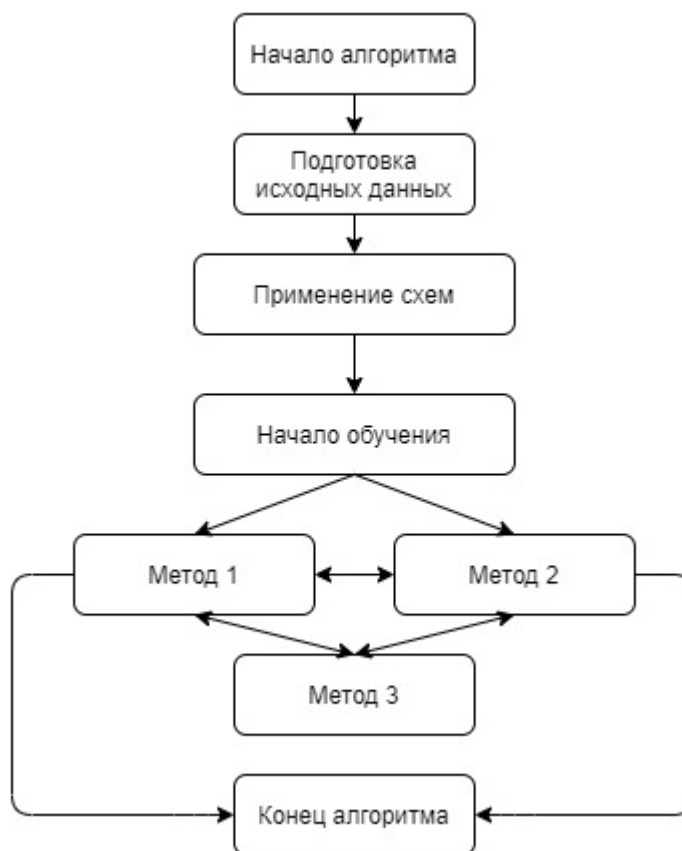 Начало алгоритма
Подготовка
исходных данных
Применение схем
Начало обучения
Метод 1
Метод 2
Метод 3
Конец алгоритма